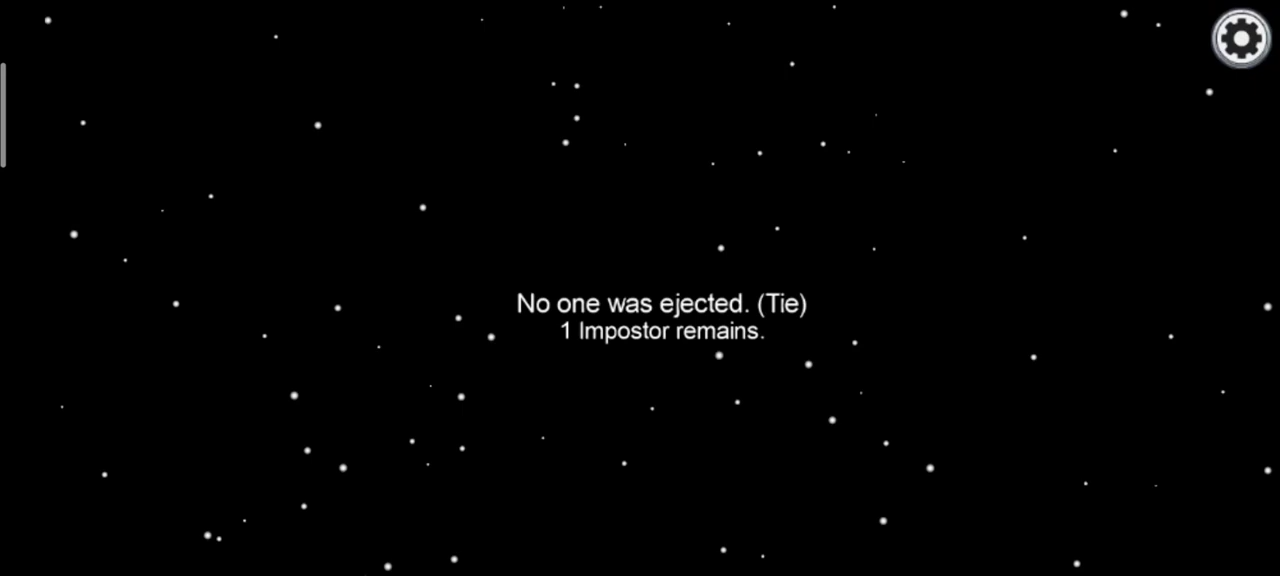 No one was ejected. (Tie)
1 Impostor remains.